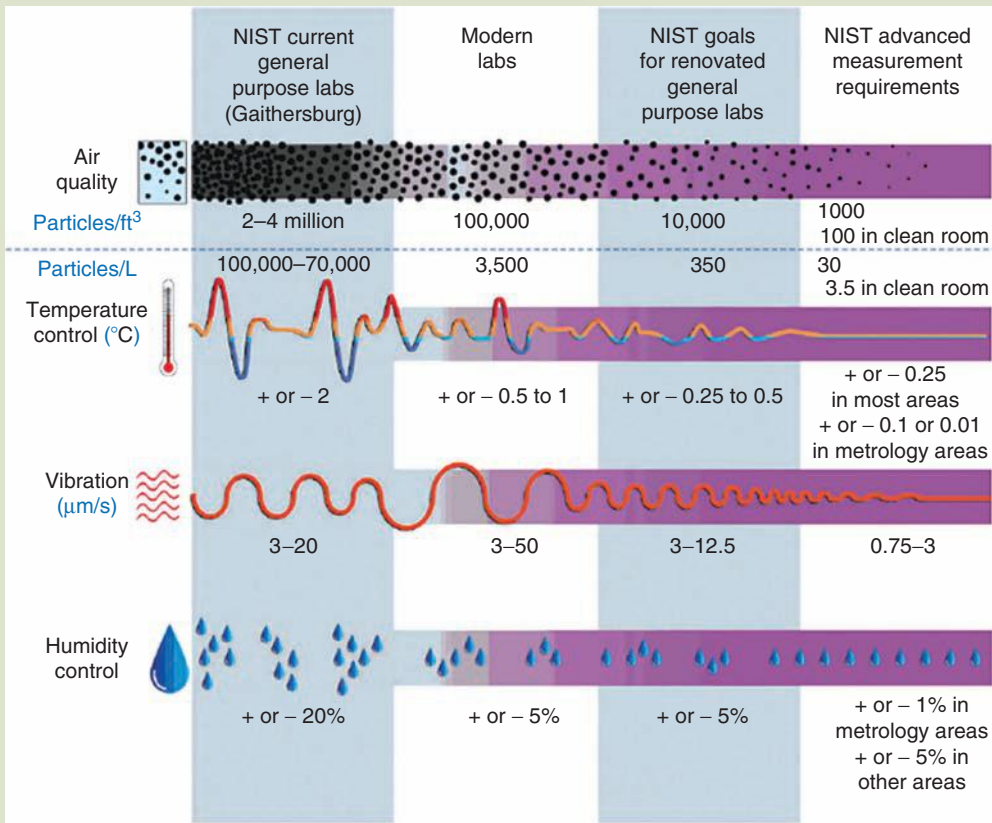 NIST current
general
purpose labs
(Gaithersburg)
Modern
labs
NIST goals
for renovated
general
purpose labs
NIST advanced
measurement
requirements
Air
quality
Particles/ft³
2–4 million
100,000
10,000
1000
100 in clean room
Particles/L
100,000–70,000
3,500
350
30
3.5 in clean room
Temperature
control (°C)
+ or – 2
+ or – 0.5 to 1
+ or – 0.25 to 0.5
+ or – 0.25
in most areas
+ or – 0.1 or 0.01
in metrology areas
Vibration
(μm/s)
3–20
3–50
3–12.5
0.75–3
Humidity
control
+ or – 20%
+ or – 5%
+ or – 5%
+ or – 1% in
metrology areas
+ or – 5% in
other areas